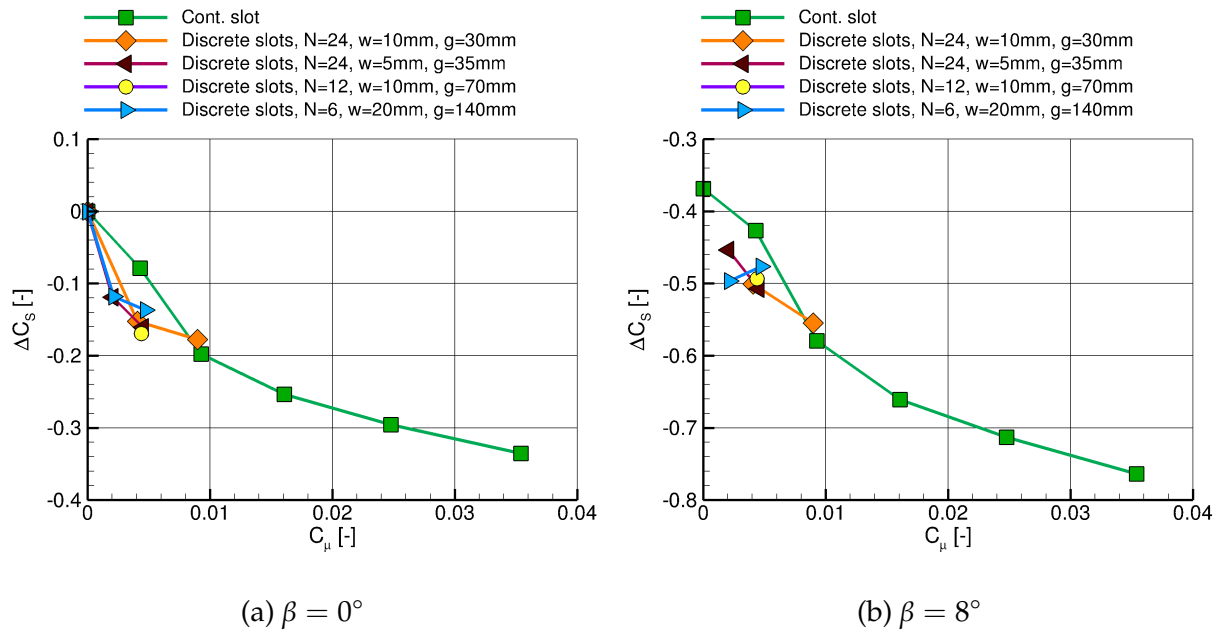 Cont. slot
Discrete slots, N=24, w=10mm, g=30mm
Discrete slots, N=24, w=5mm, g=35mm
Discrete slots, N=12, w=10mm, g=70mm
Discrete slots, N=6, w=20mm, g=140mm
0.1
0
-0.1
-0.2
-0.3
-0.4
ΔC_S [-]
0 0.01 0.02 0.03 0.04
C_μ [-]
(a) β = 0°
Cont. slot
Discrete slots, N=24, w=10mm, g=30mm
Discrete slots, N=24, w=5mm, g=35mm
Discrete slots, N=12, w=10mm, g=70mm
Discrete slots, N=6, w=20mm, g=140mm
-0.3
-0.4
-0.5
-0.6
-0.7
-0.8
ΔC_S [-]
0 0.01 0.02 0.03 0.04
C_μ [-]
(b) β = 8°